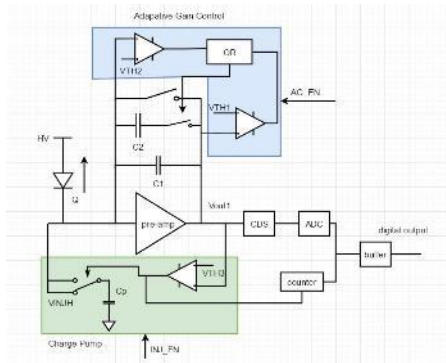 Adapative Gain Control
OR
VTH2
AC_EN
VTH1
C2
HV
C1
Q
Vout1
pre-amp
CDS
ADC
digital output
buffer
VTH3
counter
VINJH
Cp
Charge Pump
INJ_EN